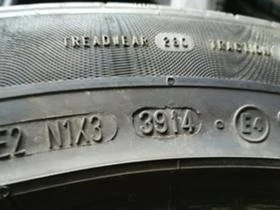 TREADWEAR 280 TRACTION
E2 N1X3 3914 E4